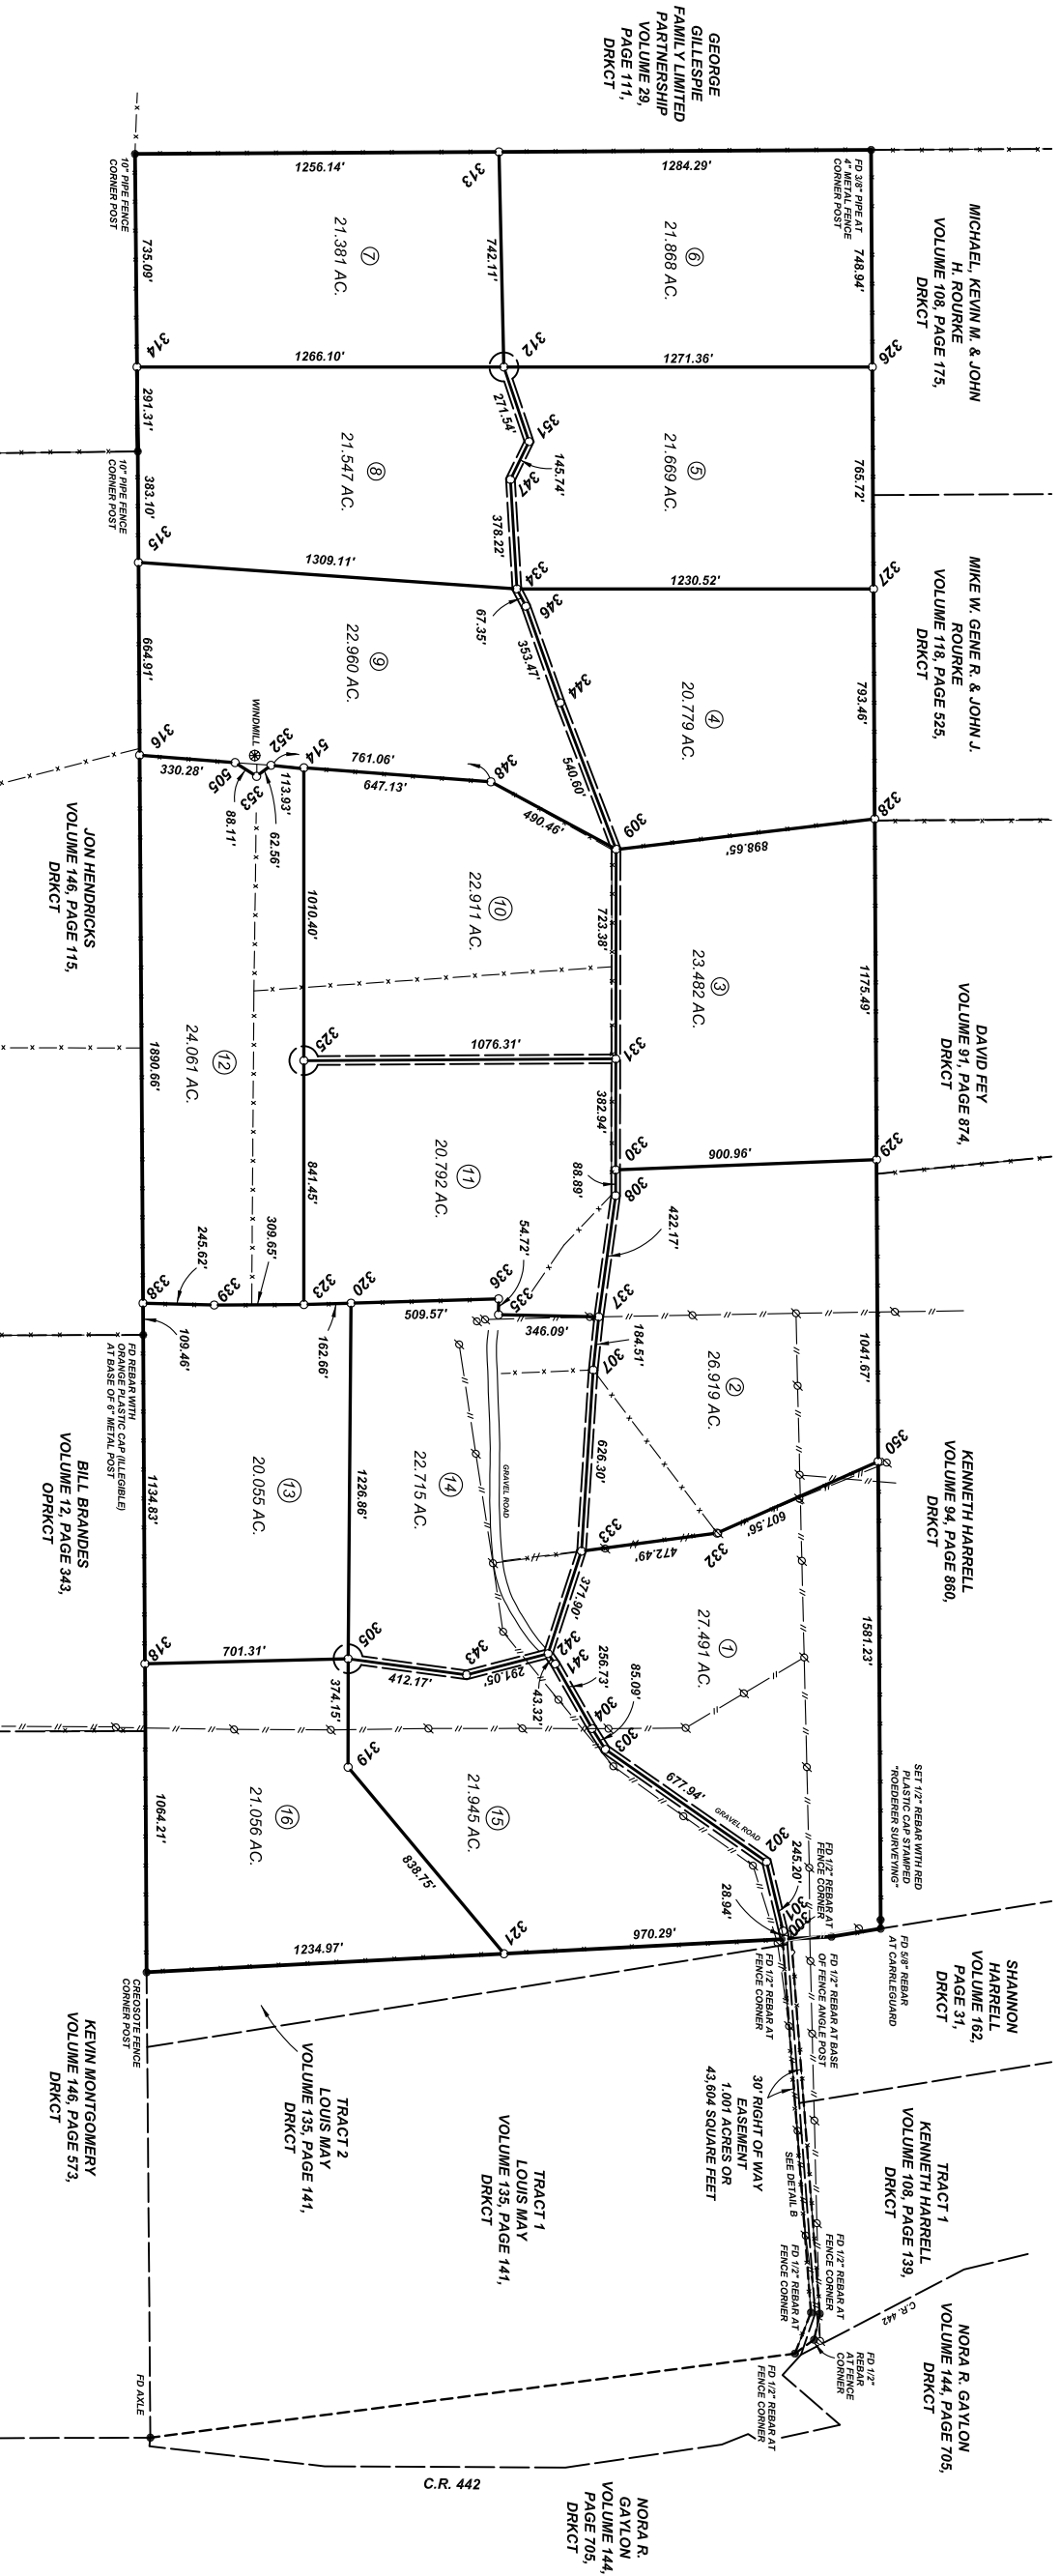 GEORGE
GILLESPIE
FAMILY LIMITED
PARTNERSHIP
VOLUME 29,
PAGE 111,
DRKCT
MICHAEL, KEVIN M. & JOHN
H. ROURKE
VOLUME 108, PAGE 175,
DRKCT
MIKE W. GENE R. & JOHN J.
ROURKE
VOLUME 118, PAGE 525,
DRKCT
DAVID FEY
VOLUME 91, PAGE 874,
DRKCT
KENNETH HARRELL
VOLUME 94, PAGE 860,
DRKCT
SHANNON
HARRELL
VOLUME 162,
PAGE 31,
DRKCT
TRACT 1
KENNETH HARRELL
VOLUME 108, PAGE 139,
DRKCT
NORA R. GAYLON
VOLUME 144, PAGE 705,
DRKCT
FD 3/8" PIPE AT
4" METAL FENCE
CORNER POST
748.94'
326
765.72'
327
793.46'
328
1175.49'
329
1041.67'
350
1581.23'
SET 1/2" REBAR WITH RED
PLASTIC CAP STAMPED
"ROEDERER SURVEYING"
FD 5/8" REBAR
AT CARRLEGUARD
1284.29'
6
21.868 AC.
1271.36'
5
21.669 AC.
1230.52'
4
20.779 AC.
898.65'
3
23.482 AC.
900.96'
2
26.919 AC.
607.56'
332
472.49'
1
27.491 AC.
313
742.11'
312
271.54'
351
145.74'
347
378.22'
334
67.35'
346
353.47'
344
540.60'
309
723.38'
331
382.94'
330
88.89'
308
422.17'
337
184.51'
307
626.30'
333
371.90'
342
43.32'
341
256.73'
304
85.09'
303
677.94'
GRAVEL ROAD
302
245.20'
301
28.94'
300
FD 1/2" REBAR AT
FENCE CORNER
FD 1/2" REBAR AT BASE
OF FENCE ANGLE POST
FD 1/2" REBAR AT
FENCE CORNER
30' RIGHT OF WAY
EASEMENT
1.001 ACRES OR
43,604 SQUARE FEET
SEE DETAIL B
FD 1/2" REBAR AT
FENCE CORNER
FD 1/2" REBAR AT
FENCE CORNER
C.R. 442
FD 1/2"
REBAR
AT FENCE
CORNER
FD 1/2" REBAR AT
FENCE CORNER
1256.14'
7
21.381 AC.
1266.10'
8
21.547 AC.
1309.11'
9
22.960 AC.
WINDMILL
330.28'
505
88.11'
353
62.56'
352
113.93'
514
761.06'
647.13'
348
490.46'
10
22.911 AC.
1010.40'
325
1076.31'
11
20.792 AC.
841.45'
12
24.061 AC.
54.72'
336
335
346.09'
509.57'
320
162.66'
323
309.65'
339
245.62'
338
109.46'
GRAVEL ROAD
14
22.715 AC.
1226.86'
13
20.055 AC.
305
701.31'
412.17'
343
291.05'
374.15'
319
15
21.945 AC.
838.75'
321
970.29'
16
21.056 AC.
1234.97'
10" PIPE FENCE
CORNER POST
735.09'
314
291.31'
10" PIPE FENCE
CORNER POST
383.10'
315
664.91'
316
1890.66'
FD REBAR WITH
ORANGE PLASTIC CAP (ILLEGIBLE)
AT BASE OF 6" METAL POST
1134.83'
318
1064.21'
CREOSOTE FENCE
CORNER POST
JON HENDRICKS
VOLUME 146, PAGE 115,
DRKCT
BILL BRANDES
VOLUME 12, PAGE 343,
OPRKCT
KEVIN MONTGOMERY
VOLUME 146, PAGE 573,
DRKCT
TRACT 2
LOUIS MAY
VOLUME 135, PAGE 141,
DRKCT
TRACT 1
LOUIS MAY
VOLUME 135, PAGE 141,
DRKCT
FD AXLE
C.R. 442
NORA R.
GAYLON
VOLUME 144,
PAGE 705,
DRKCT